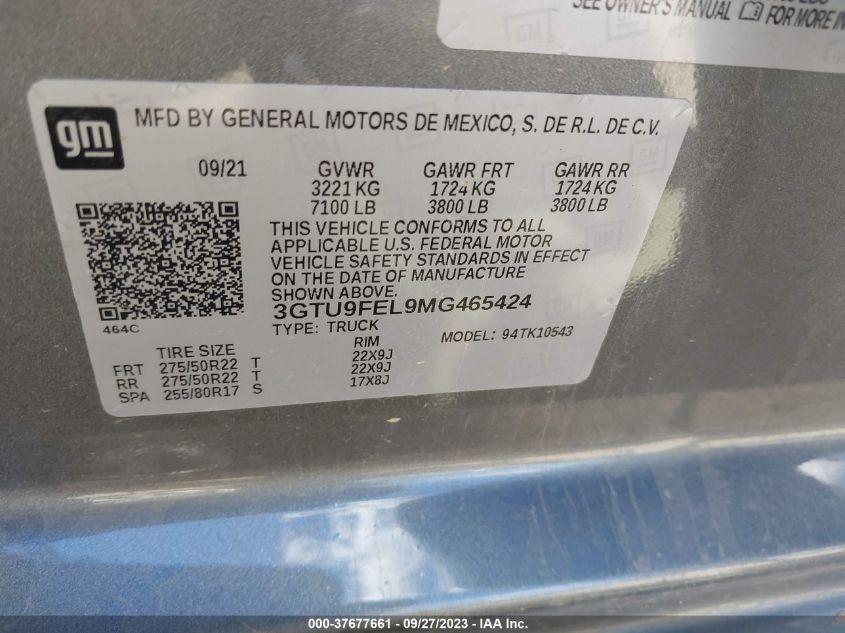 SEE OWNER'S MANUAL FOR MORE IN
gm
MFD BY GENERAL MOTORS DE MEXICO, S. DE R.L. DE C.V.
09/21 GVWR GAWR FRT GAWR RR
3221 KG 1724 KG 1724 KG
7100 LB 3800 LB 3800 LB
THIS VEHICLE CONFORMS TO ALL
APPLICABLE U.S. FEDERAL MOTOR
VEHICLE SAFETY STANDARDS IN EFFECT
ON THE DATE OF MANUFACTURE
SHOWN ABOVE.
3GTU9FEL9MG465424
464C
TYPE: TRUCK MODEL: 94TK10543
TIRE SIZE RIM
FRT 275/50R22 T 22X9J
RR 275/50R22 T 22X9J
SPA 255/80R17 S 17X8J
000-37677661 / 09/27/2023 / IAA Inc.